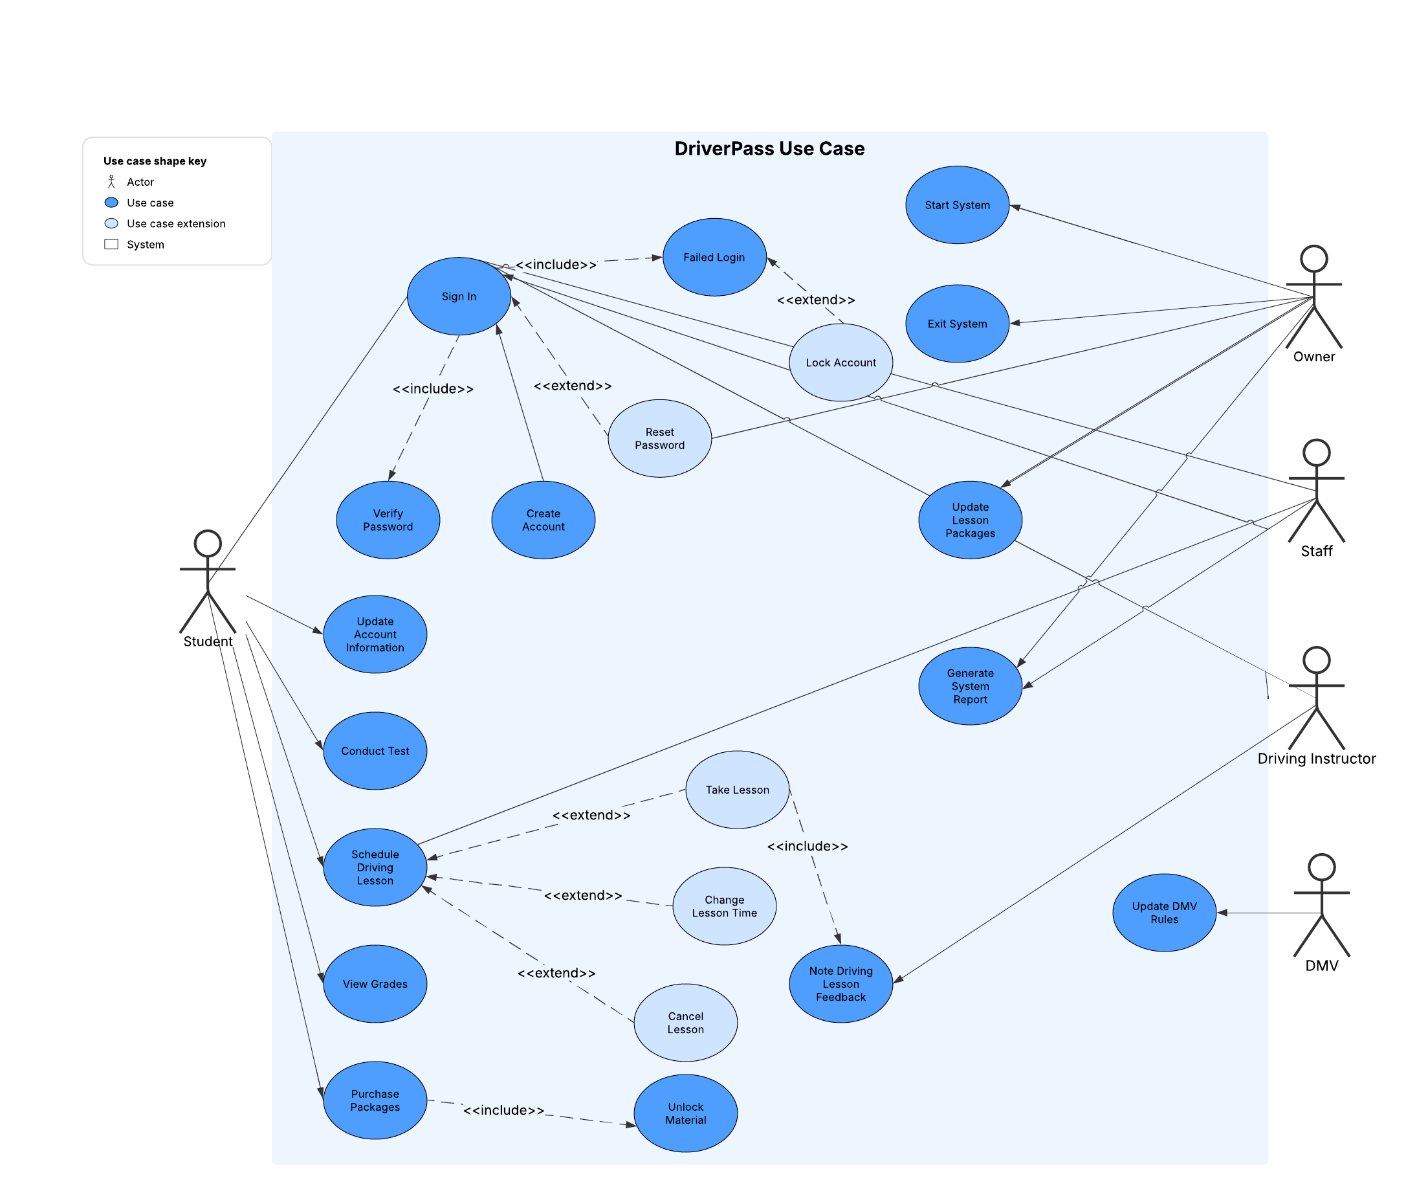 DriverPass Use Case
Use case shape key
Actor
Use case
Use case extension
System
Start System
Failed Login
<<include>>
Sign In
<<extend>>
Exit System
Lock Account
Owner
<<include>>
<<extend>>
Reset
Password
Verify
Password
Create
Account
Update
Lesson
Packages
Staff
Student
Update
Account
Information
Generate
System
Report
Conduct Test
Driving Instructor
Take Lesson
<<extend>>
<<include>>
Schedule
Driving
Lesson
<<extend>>
Change
Lesson Time
Update DMV
Rules
DMV
<<extend>>
View Grades
Note Driving
Lesson
Feedback
Cancel
Lesson
Purchase
Packages
<<include>>
Unlock
Material